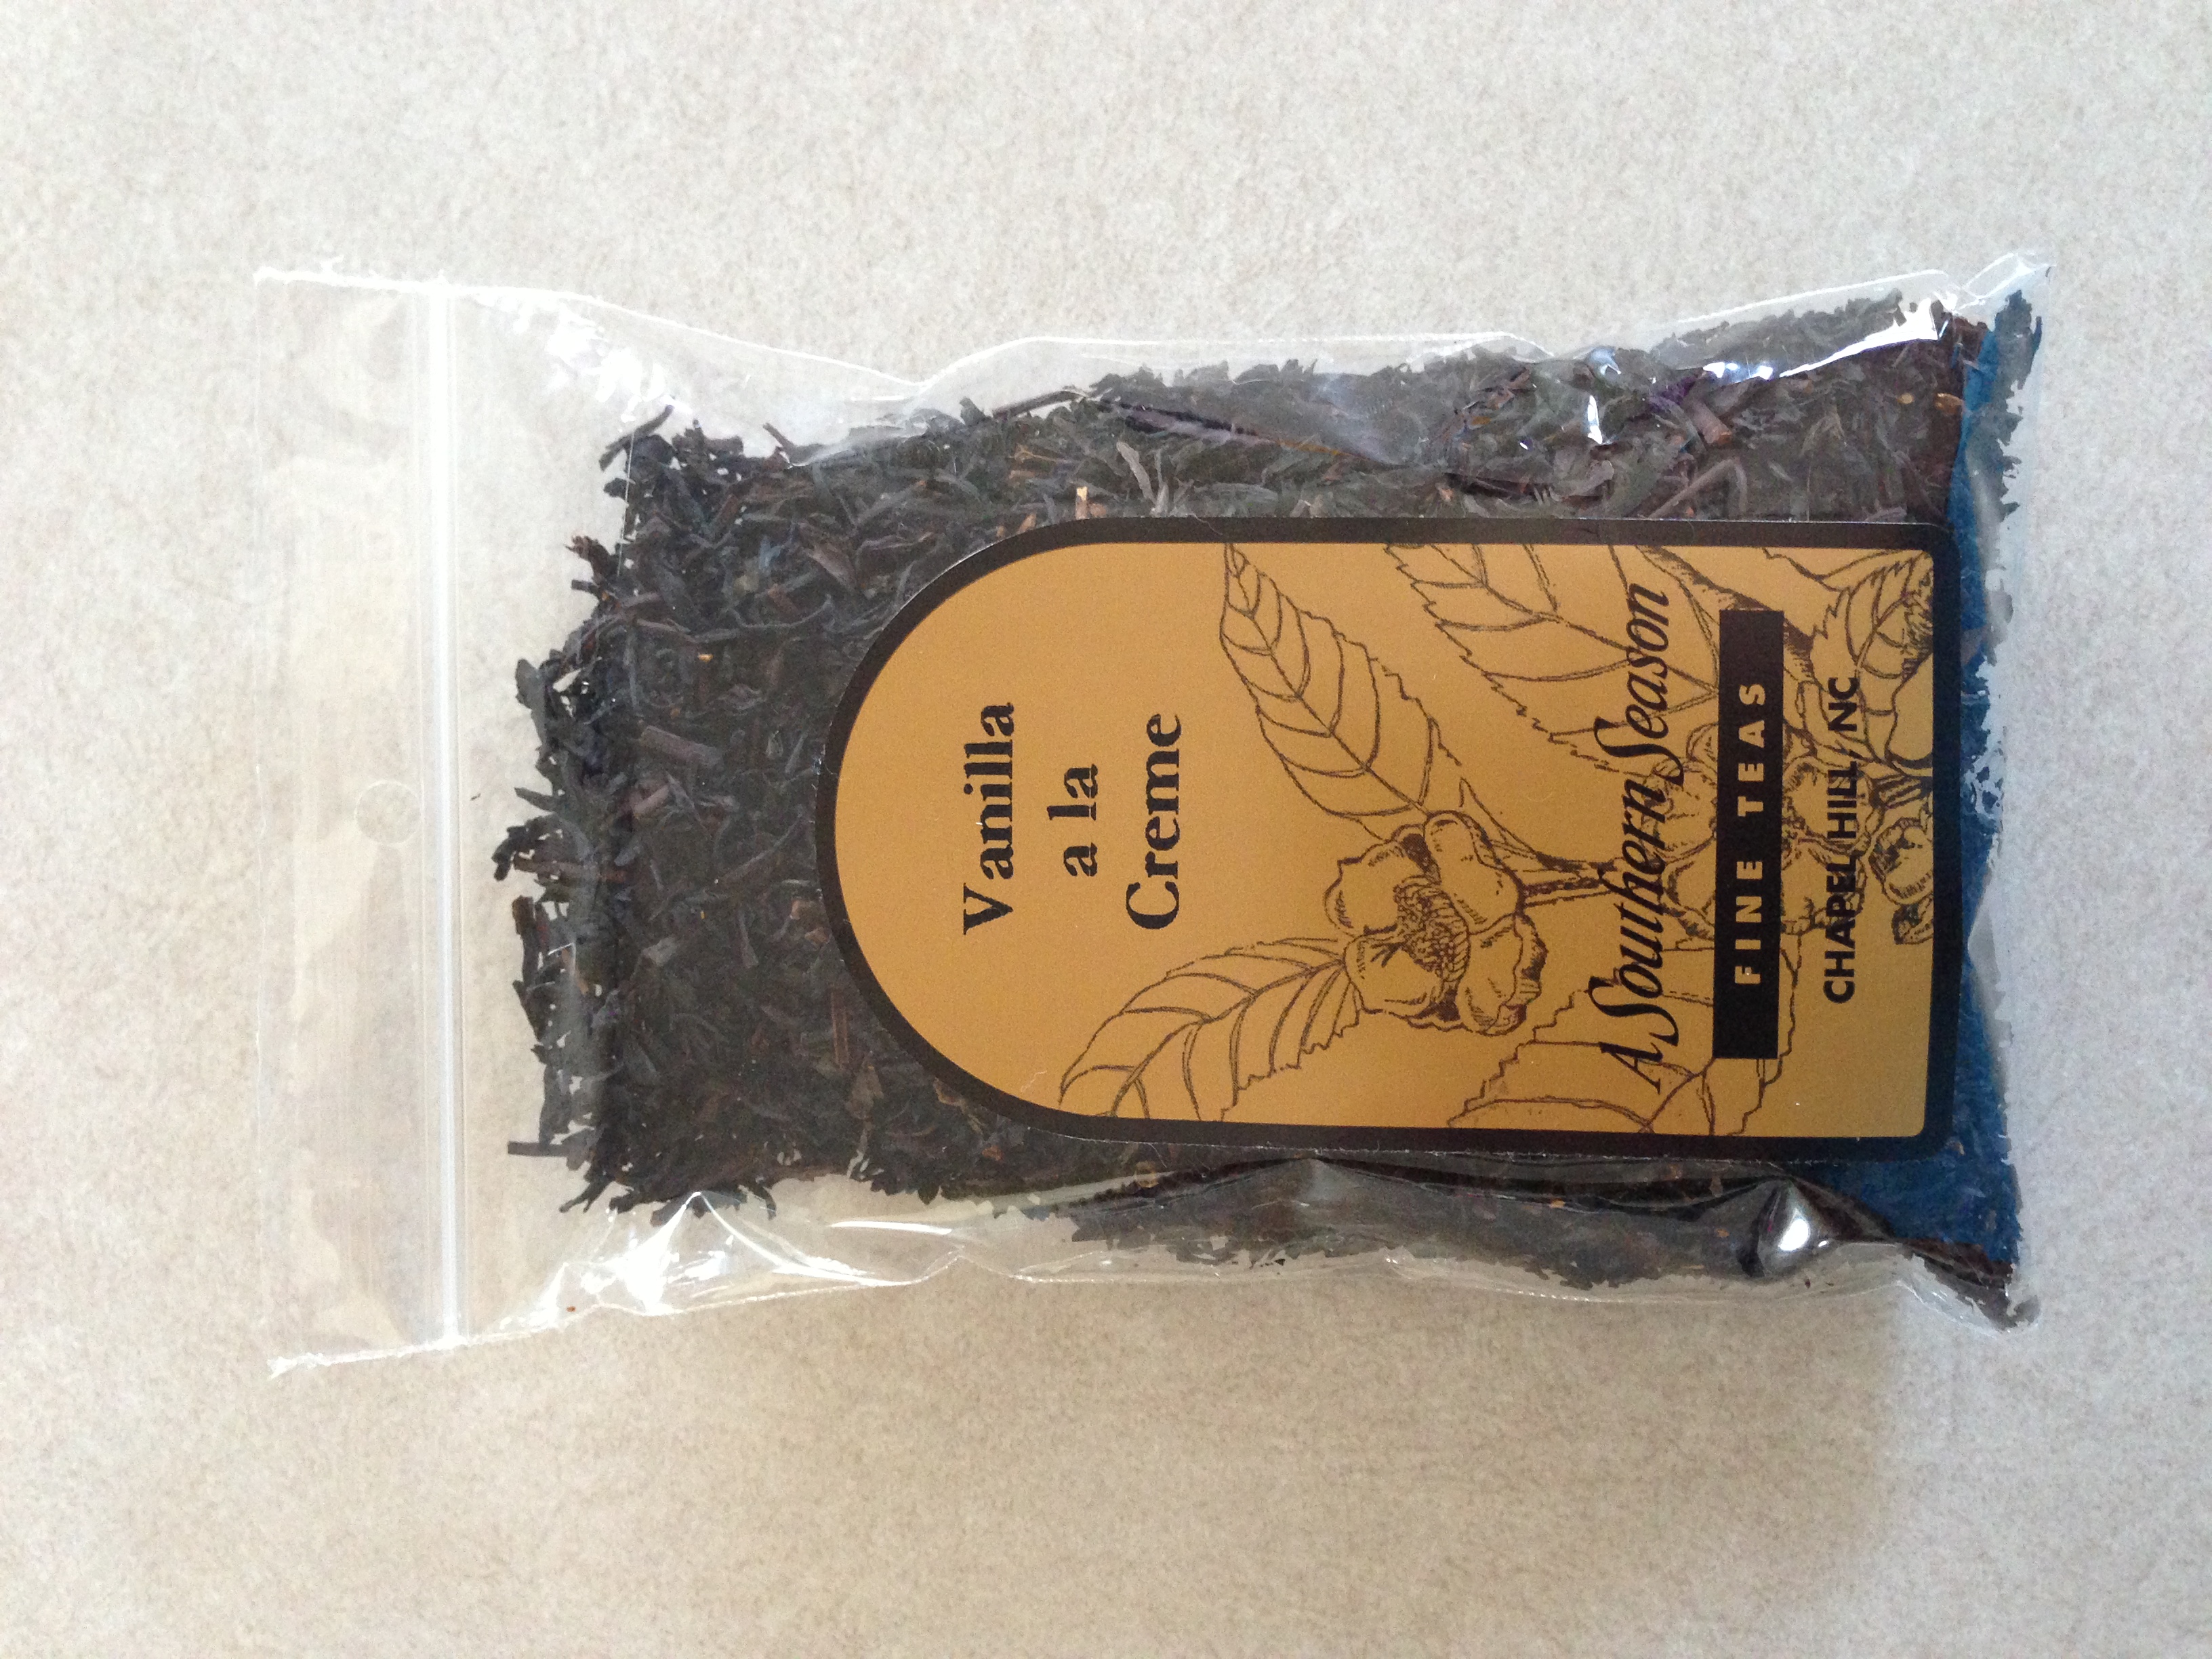 Vanilla
a la
Creme
A Southern Season
FINE TEAS
CHAPEL HILL, NC